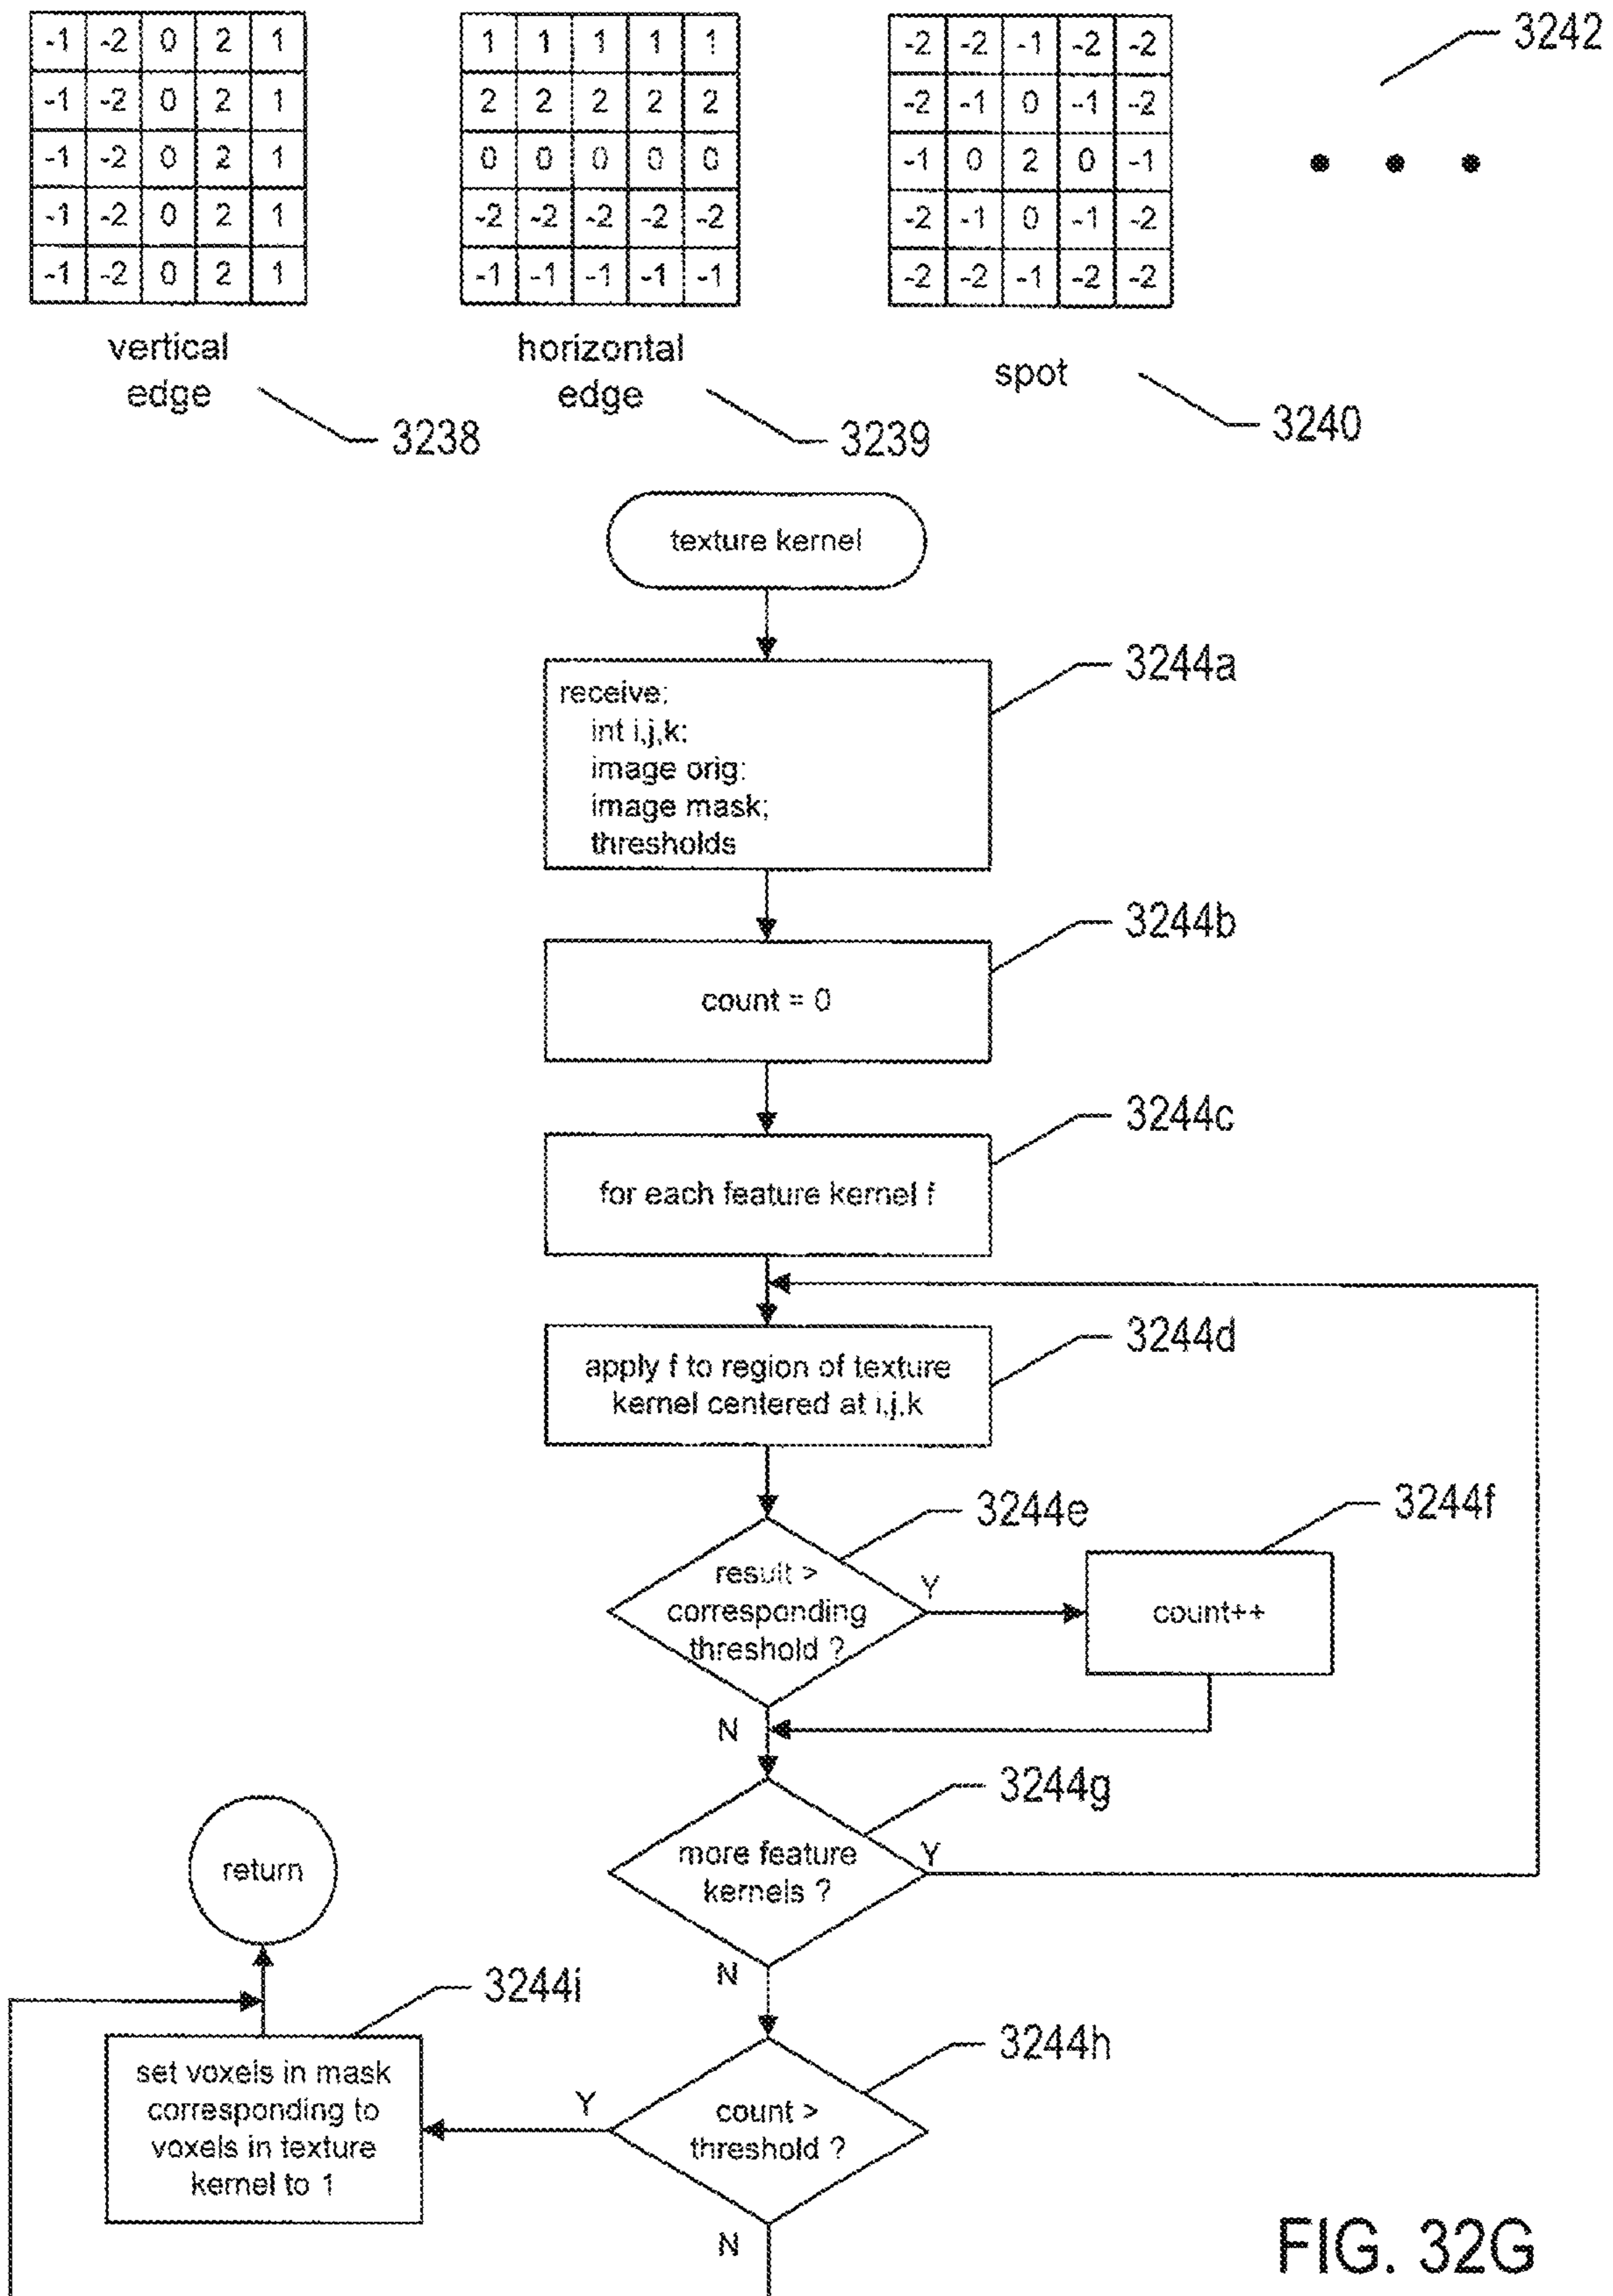 -1 -2 0 2 1
-1 -2 0 2 1
-1 -2 0 2 1
-1 -2 0 2 1
-1 -2 0 2 1
vertical
edge
3238
1 1 1 1 1
2 2 2 2 2
0 0 0 0 0
-2 -2 -2 -2 -2
-1 -1 -1 -1 -1
horizontal
edge
3239
-2 -2 -1 -2 -2
-2 -1 0 -1 -2
-1 0 2 0 -1
-2 -1 0 -1 -2
-2 -2 -1 -2 -2
spot
3240
3242
texture kernel
3244a
receive:
int i,j,k:
image orig:
image mask;
thresholds
3244b
count = 0
3244c
for each feature kernel f
3244d
apply f to region of texture
kernel centered at i,j,k
3244e
result >
corresponding
threshold ?
Y
3244f
count++
N
3244g
more feature
kernels ?
Y
return
N
3244i
set voxels in mask
corresponding to
voxels in texture
kernel to 1
3244h
Y
count >
threshold ?
N
FIG. 32G